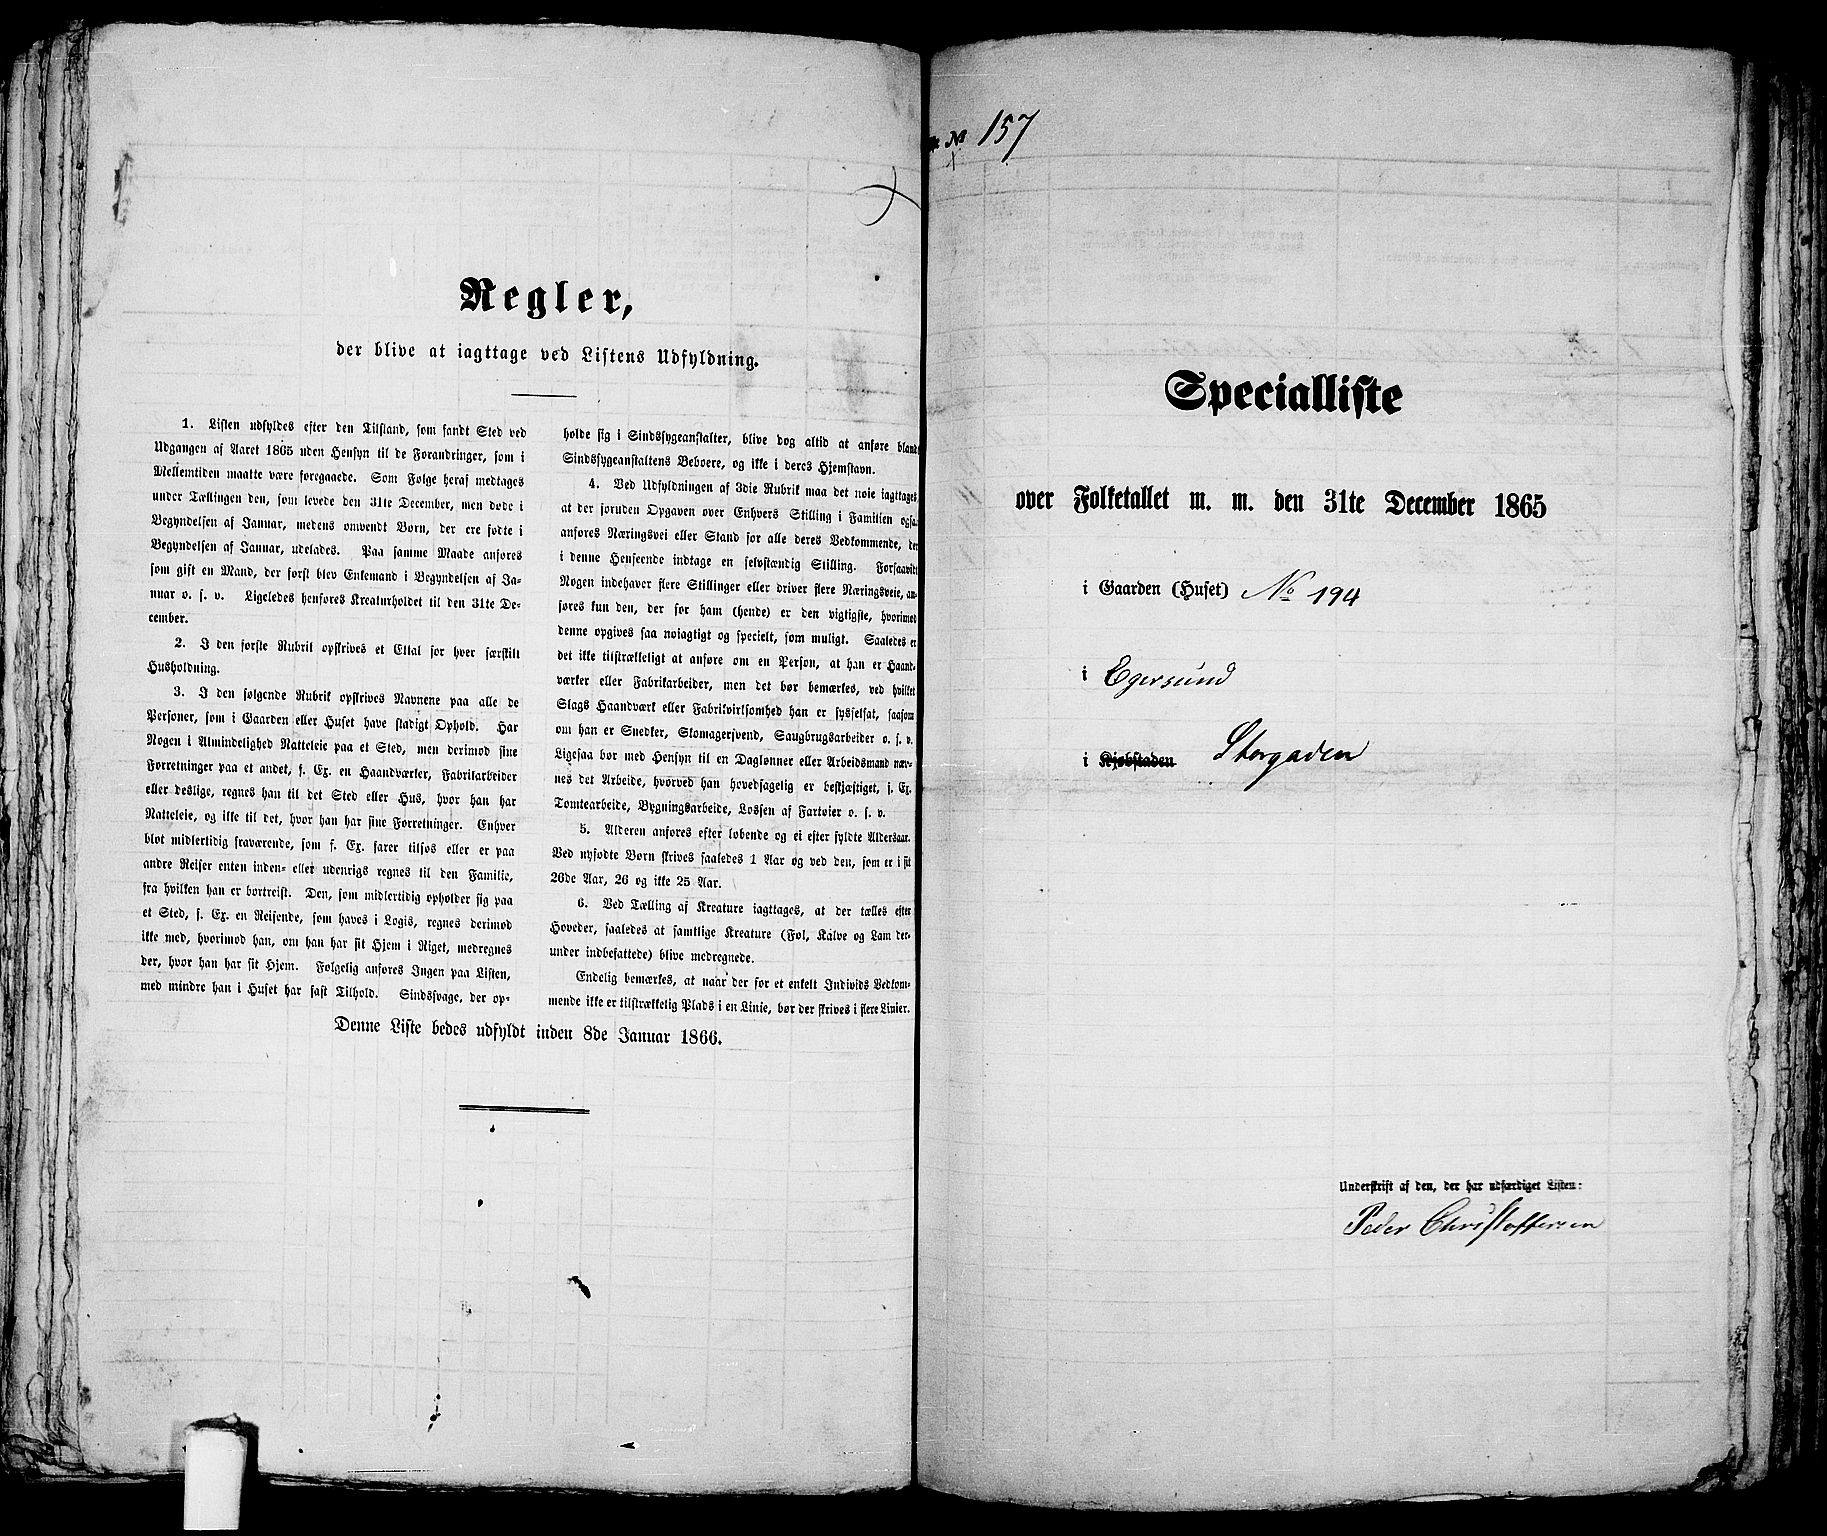 Regler,
der blive at iagttage ved Listens Udfyldning.
1. Listen udfyldes efter den Tilstand, som fandt Sted ved
Udgangen af Aaret 1865 uden Hensyn til de Forandringer, som i
Mellemtiden maatte være foregaaede. Som Følge heraf medtages
under Tællingen den, som levede den 31te December, men døde i
Begyndelsen af Januar, medens omvendt Børn, der ere fødte i
Begyndelsen af Januar, udelades. Paa samme Maade anføres
som gift en Mand, der først blev Enkemand i Begyndelsen af Ja-
nuar o. s. v. Ligeledes henføres Kreaturholdet til den 31te De-
cember.
2. I den første Rubrik opskrives et Ettal for hver særskilt
Husholdning.
3. I den følgende Rubrik opskrives Navnene paa alle de
Personer, som i Gaarden eller Huset have stadigt Ophold. Har
Nogen i Almindelighed Natteleie paa et Sted, men derimod sine
Forretninger paa et andet, f. Ex. en Haandværker, Fabrikarbeider
eller deslige, regnes han til det Sted eller Hus, hvor han har
Natteleie, og ikke til det, hvor han har sine Forretninger. Enhver
blot midlertidig fraværende, som f. Ex. farer tilsøs eller er paa
andre Reiser enten inden- eller udenrigs regnes til den Familie,
fra hvilken han er bortreist. Den, som midlertidig opholder sig paa
et Sted, f. Ex. en Reisende, som haves i Logis, regnes derimod
ikke med, hvorimod han, om han har sit Hjem i Riget, medregnes
der, hvor han har sit Hjem. Følgelig anføres Ingen paa Listen,
med mindre han i Huset har fast Tilhold. Sindssvage, der op-
holde sig i Sindssygeanstalter, blive dog altid at anføre blandt
Sindssygeanstaltens Beboere, og ikke i deres Hjemstavn.
4. Ved Udfyldningen af 3die Rubrik maa det nøie iagttages,
at der foruden Opgaven over Enhvers Stilling i Familien ogsaa
anføres Næringsvei eller Stand for alle deres Vedkommende, der
i denne Henseende indtage en selvstændig Stilling. Forsaavidt
Nogen indehaver flere Stillinger eller driver flere Næringsveie, an-
føres kun den, der for ham (hende) er den vigtigste, hvorimod
denne opgives saa nøiagtigt og specielt, som muligt. Saaledes er
det ikke tilstrækkeligt at anføre om en Person, at han er Haand-
værker eller Fabrikarbeider, men det bør bemærkes, ved hvilket
Slags Haandværk eller Fabrikvirksomhed han er sysselsat, saasom
om han er Snedker, Skomagersvend, Saugbrugsarbeider o. s. v.
Ligesaa bør med Hensyn til en Dagløner eller Arbeidsmand næv-
nes det Arbeide, hvorved han hovedsagelig er beskjæftiget, f. Ex.
Tomtearbeide, Bygningsarbeide, Lossen af Fartøier o. s. v.
5. Alderen anføres efter løbende og ei efter fyldte Aldersaar.
Ved nyfødte Børn skrives saaledes 1 Aar og ved den, som er i sit
26de Aar, 26 og ikke 25 Aar.
6. Ved Tælling af Kreature iagttages, at der tælles efter
Hoveder, saaledes at samtlige Kreature (Føl, Kalve og Lam der-
under indbefattede) blive medregnede.
Endelig bemærkes, at naar der for et enkelt Individs Vedkom-
mende ikke er tilstrækkelig Plads i en Linie, bør der skrives i flere Linier.
Denne Liste bedes udfyldt inden 8de Januar 1866.
№ 157
Specialliste
over Folketallet m. m. den 31te December 1865
i Gaarden (Huset) No 194
i Egersund
i Kjøbstaden Storgaden
Underskrift af den, der har udfærdiget Listen:
Peder Christoffersen